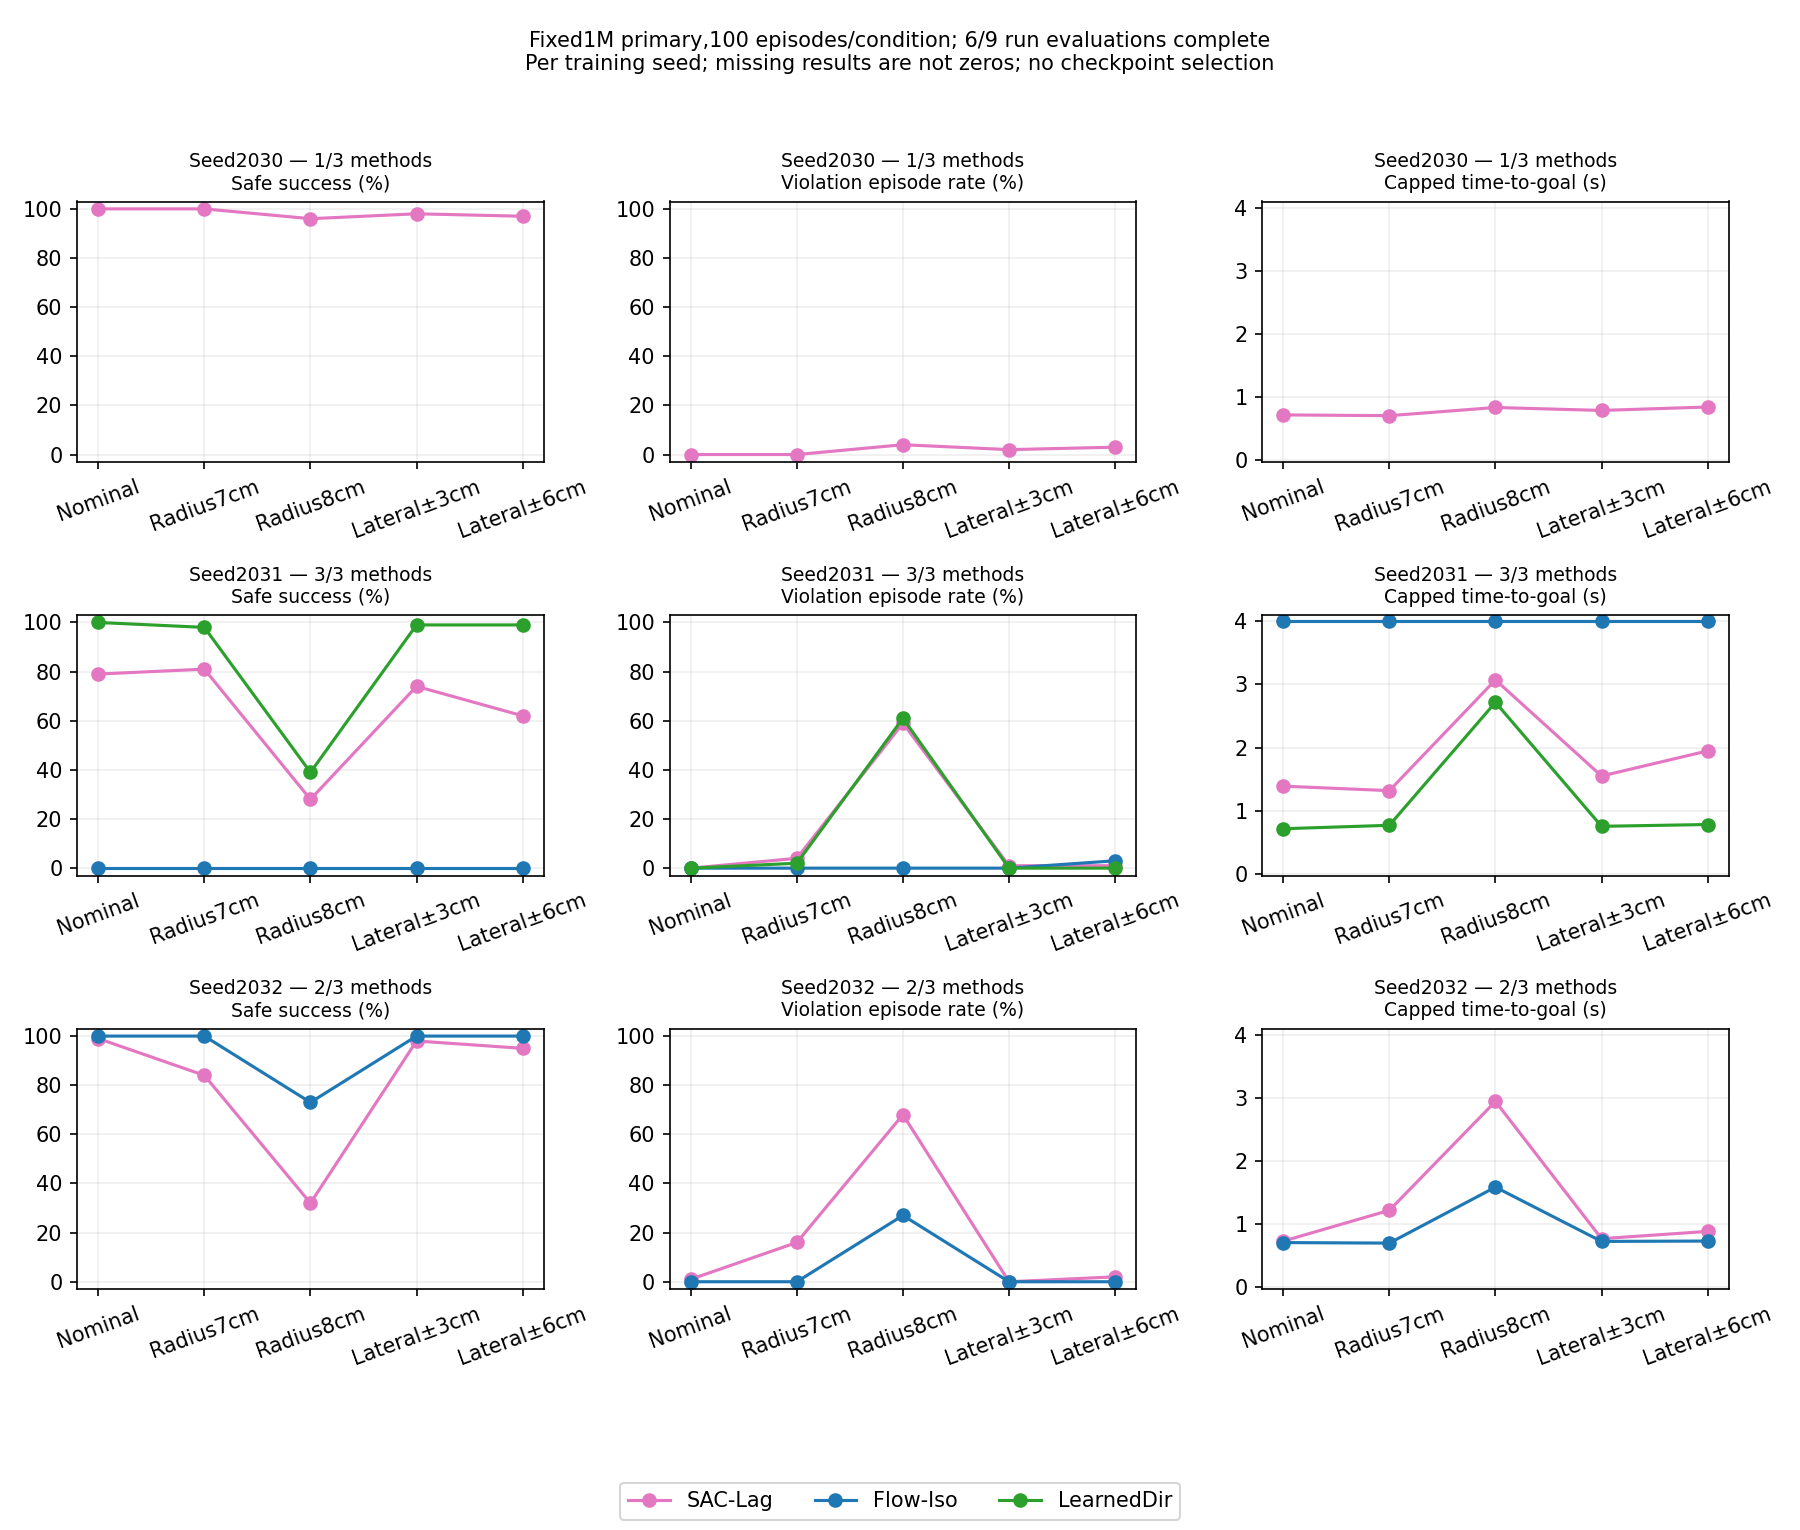 Fixed1M primary,100 episodes/condition; 6/9 run evaluations complete
Per training seed; missing results are not zeros; no checkpoint selection
Seed2030 — 1/3 methods
Safe success (%)
100
80
60
40
20
0
Nominal
Radius7cm
Radius8cm
Lateral±3cm
Lateral±6cm
Seed2030 — 1/3 methods
Violation episode rate (%)
100
80
60
40
20
0
Nominal
Radius7cm
Radius8cm
Lateral±3cm
Lateral±6cm
Seed2030 — 1/3 methods
Capped time-to-goal (s)
4
3
2
1
0
Nominal
Radius7cm
Radius8cm
Lateral±3cm
Lateral±6cm
Seed2031 — 3/3 methods
Safe success (%)
100
80
60
40
20
0
Nominal
Radius7cm
Radius8cm
Lateral±3cm
Lateral±6cm
Seed2031 — 3/3 methods
Violation episode rate (%)
100
80
60
40
20
0
Nominal
Radius7cm
Radius8cm
Lateral±3cm
Lateral±6cm
Seed2031 — 3/3 methods
Capped time-to-goal (s)
4
3
2
1
0
Nominal
Radius7cm
Radius8cm
Lateral±3cm
Lateral±6cm
Seed2032 — 2/3 methods
Safe success (%)
100
80
60
40
20
0
Nominal
Radius7cm
Radius8cm
Lateral±3cm
Lateral±6cm
Seed2032 — 2/3 methods
Violation episode rate (%)
100
80
60
40
20
0
Nominal
Radius7cm
Radius8cm
Lateral±3cm
Lateral±6cm
Seed2032 — 2/3 methods
Capped time-to-goal (s)
4
3
2
1
0
Nominal
Radius7cm
Radius8cm
Lateral±3cm
Lateral±6cm
SAC-Lag
Flow-Iso
LearnedDir